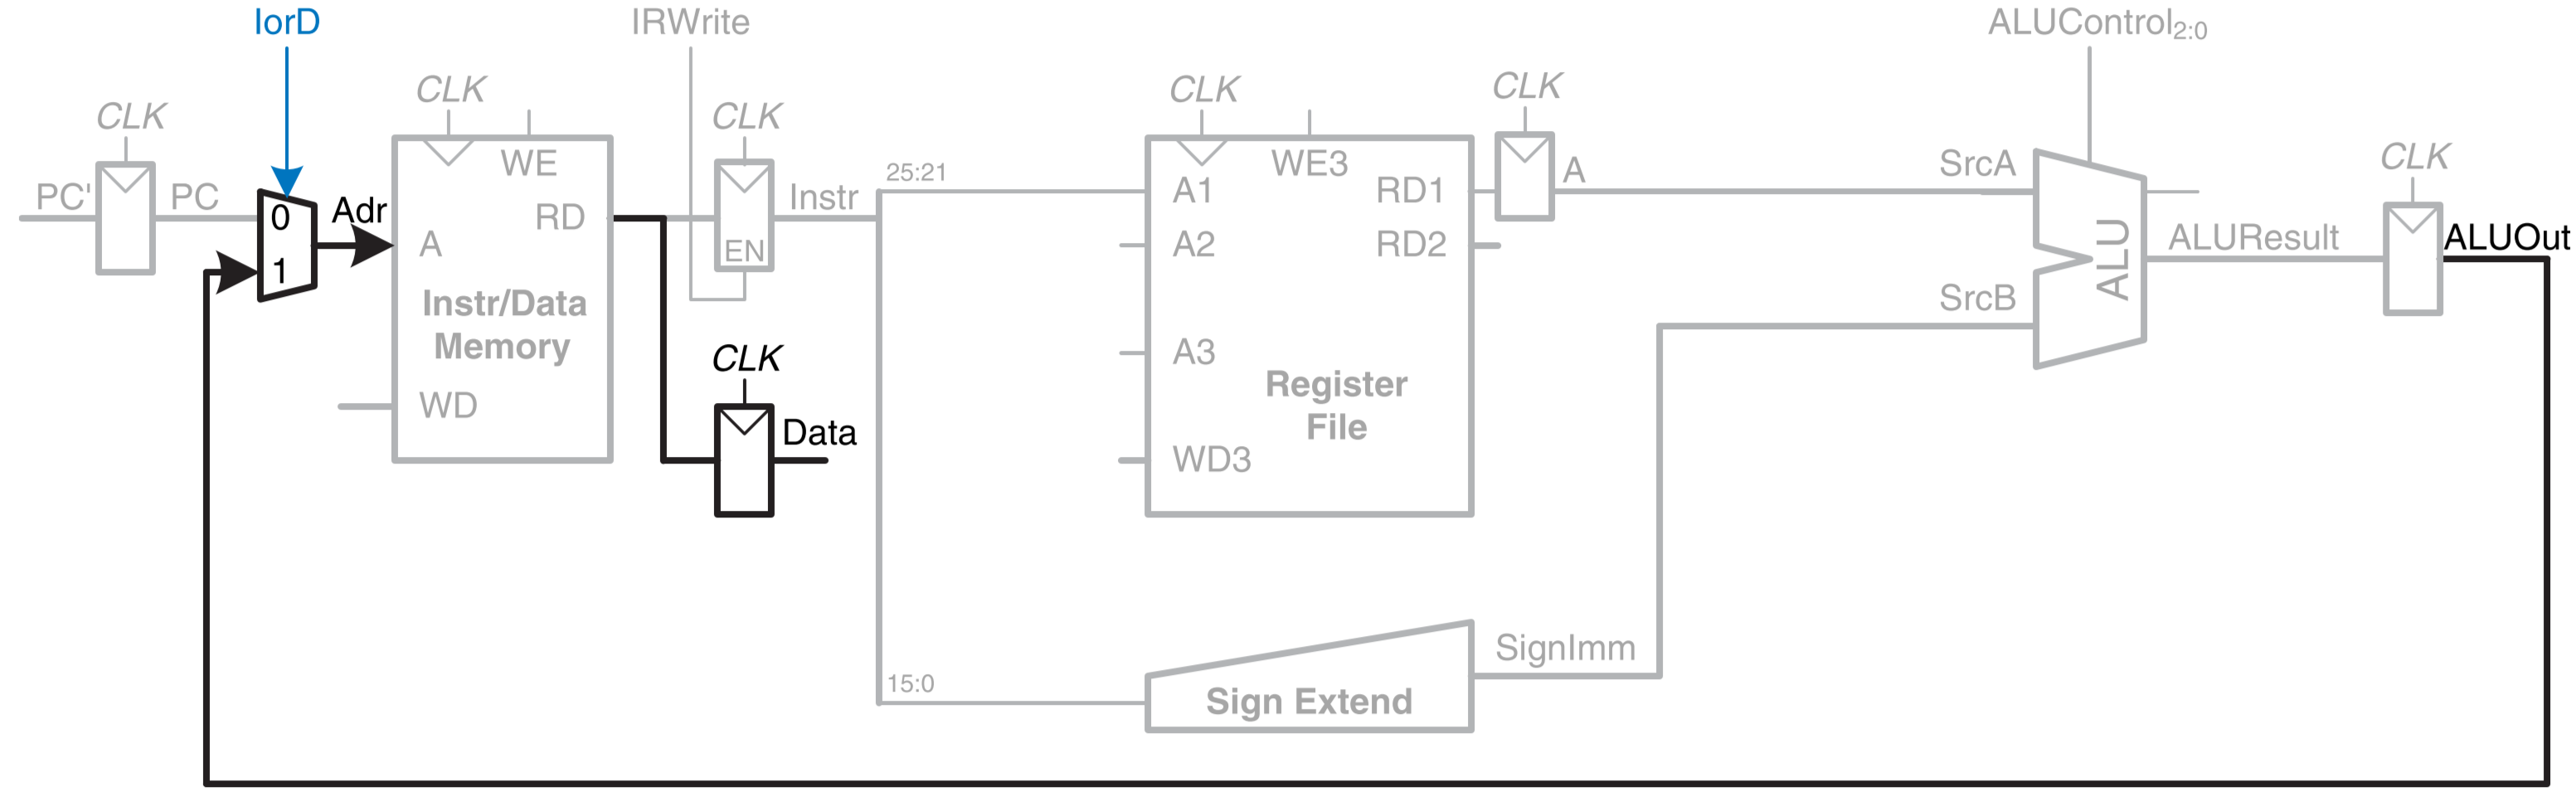 IorD
IRWrite
ALUControl2:0
CLK
CLK
CLK
CLK
CLK
CLK
PC'
PC
0
1
Adr
WE
RD
A
Instr/Data
Memory
WD
EN
Instr
CLK
Data
25:21
15:0
WE3
A1
RD1
A2
RD2
A3
Register
File
WD3
A
SrcA
SrcB
ALU
ALUResult
ALUOut
SignImm
Sign Extend